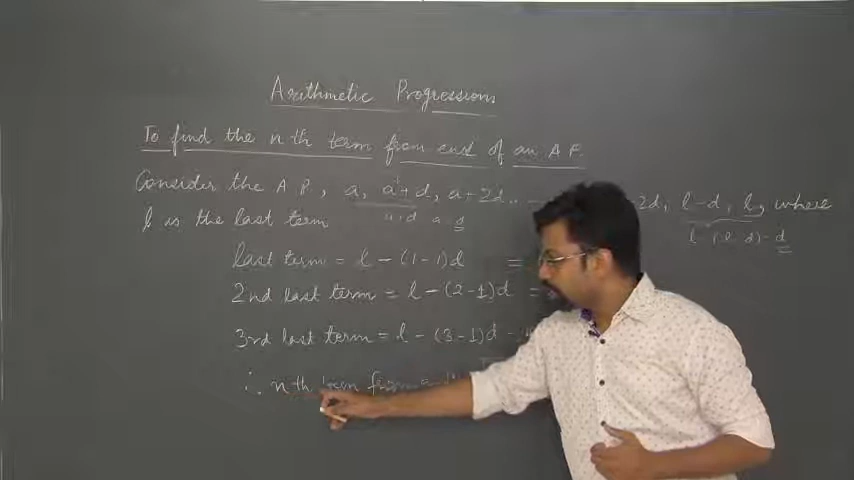 Arithmetic Progressions
To find the nth term from end of an A.P.
Consider the A.P., a, a+d, a+2d.. - 2d, l-d, l, where
a+d a = d l - (l-d) = d
l is the last term
last term = l - (1-1)d =
2nd last term = l - (2-1)d =
3rd last term = l - (3-1)d =
∴ nth term from